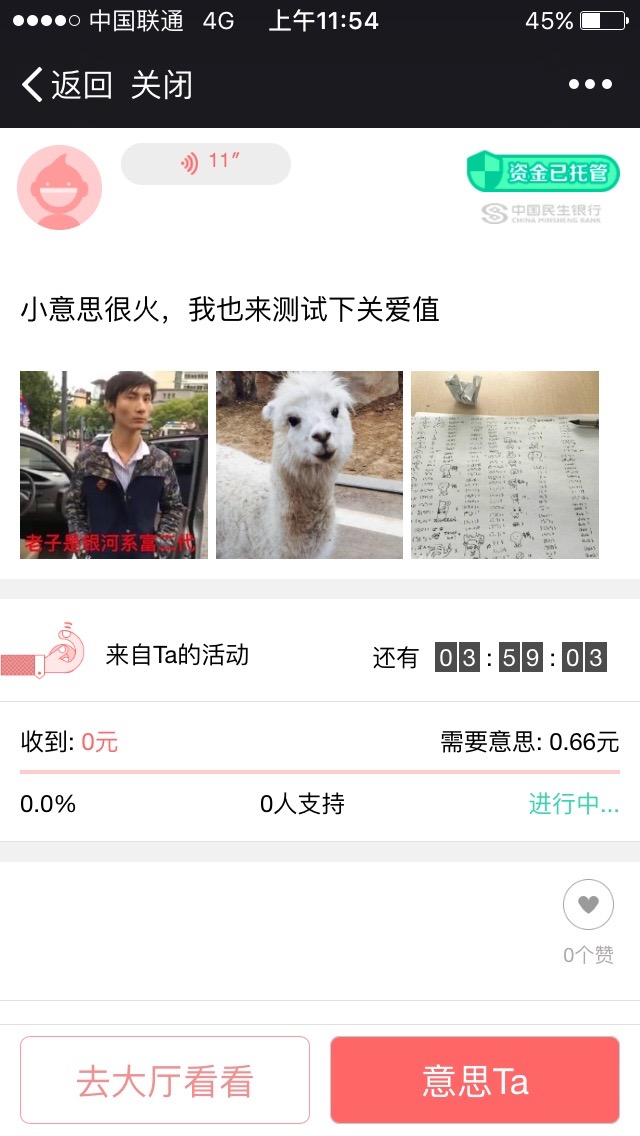 中国联通 4G 上午11:54 45%
返回 关闭
11″
资金已托管
中国民生银行
CHINA MINSHENG BANK
小意思很火，我也来测试下关爱值
老子是银河系富二代
来自Ta的活动 还有 03:59:03
收到: 0元 需要意思: 0.66元
0.0% 0人支持 进行中...
0个赞
去大厅看看 意思Ta